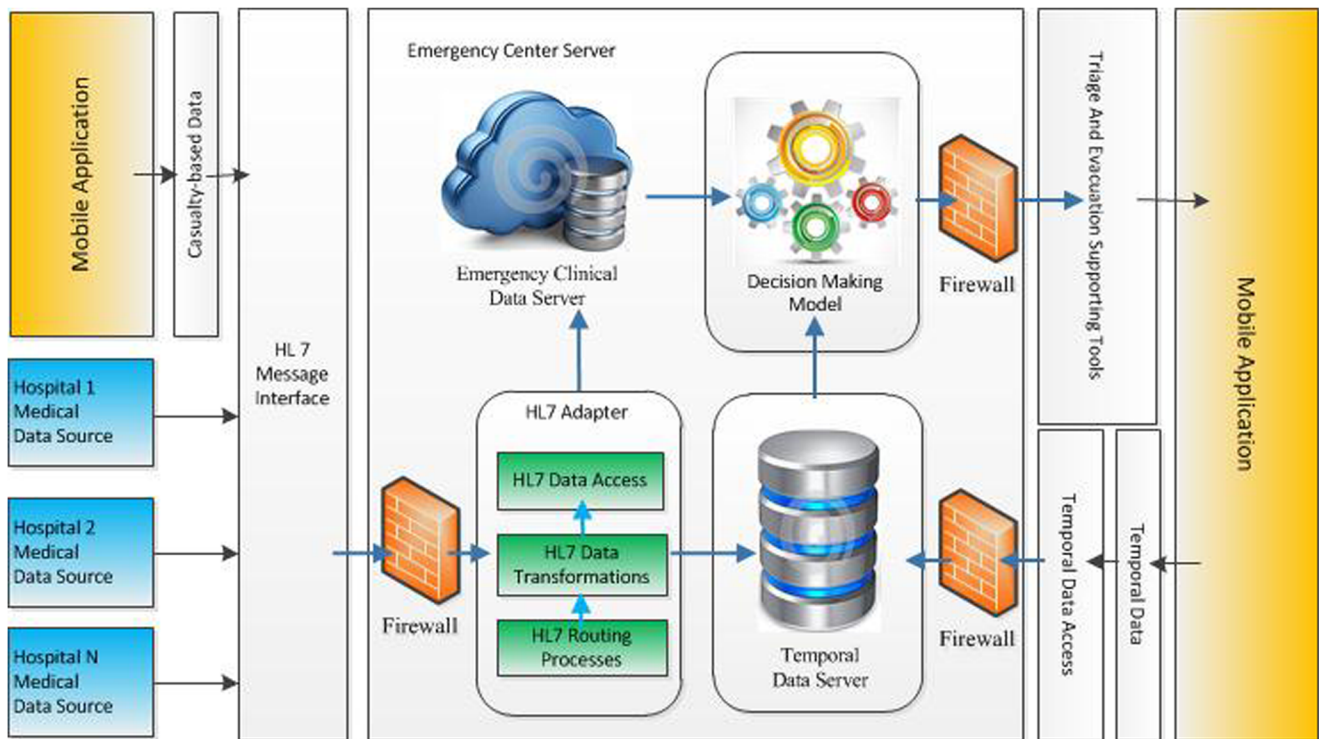 Mobile Application
Casualty-based Data
Hospital 1
Medical
Data Source
Hospital 2
Medical
Data Source
Hospital N
Medical
Data Source
HL 7
Message
Interface
Emergency Center Server
Emergency Clinical
Data Server
Decision Making
Model
Firewall
HL7 Adapter
HL7 Data Access
HL7 Data
Transformations
HL7 Routing
Processes
Firewall
Temporal
Data Server
Firewall
Triage And Evacuation Supporting Tools
Temporal Data Access
Temporal Data
Mobile Application